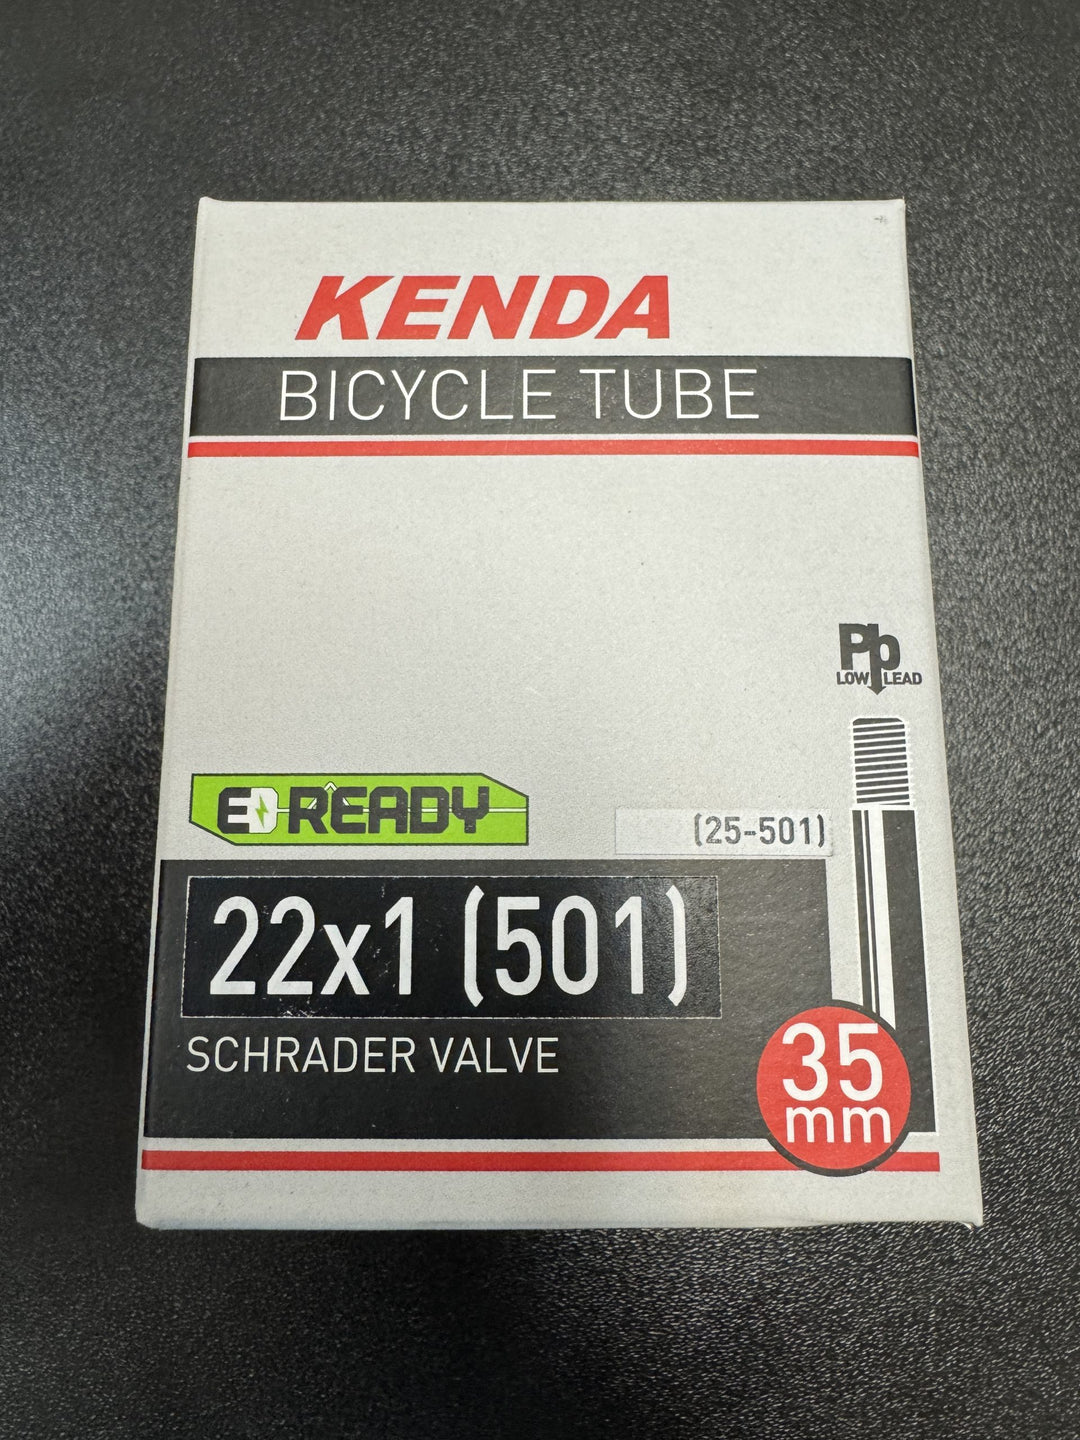 KENDA
BICYCLE TUBE
Pb
LOW LEAD
E READY
(25-501)
22x1 (501)
SCHRADER VALVE
35
mm